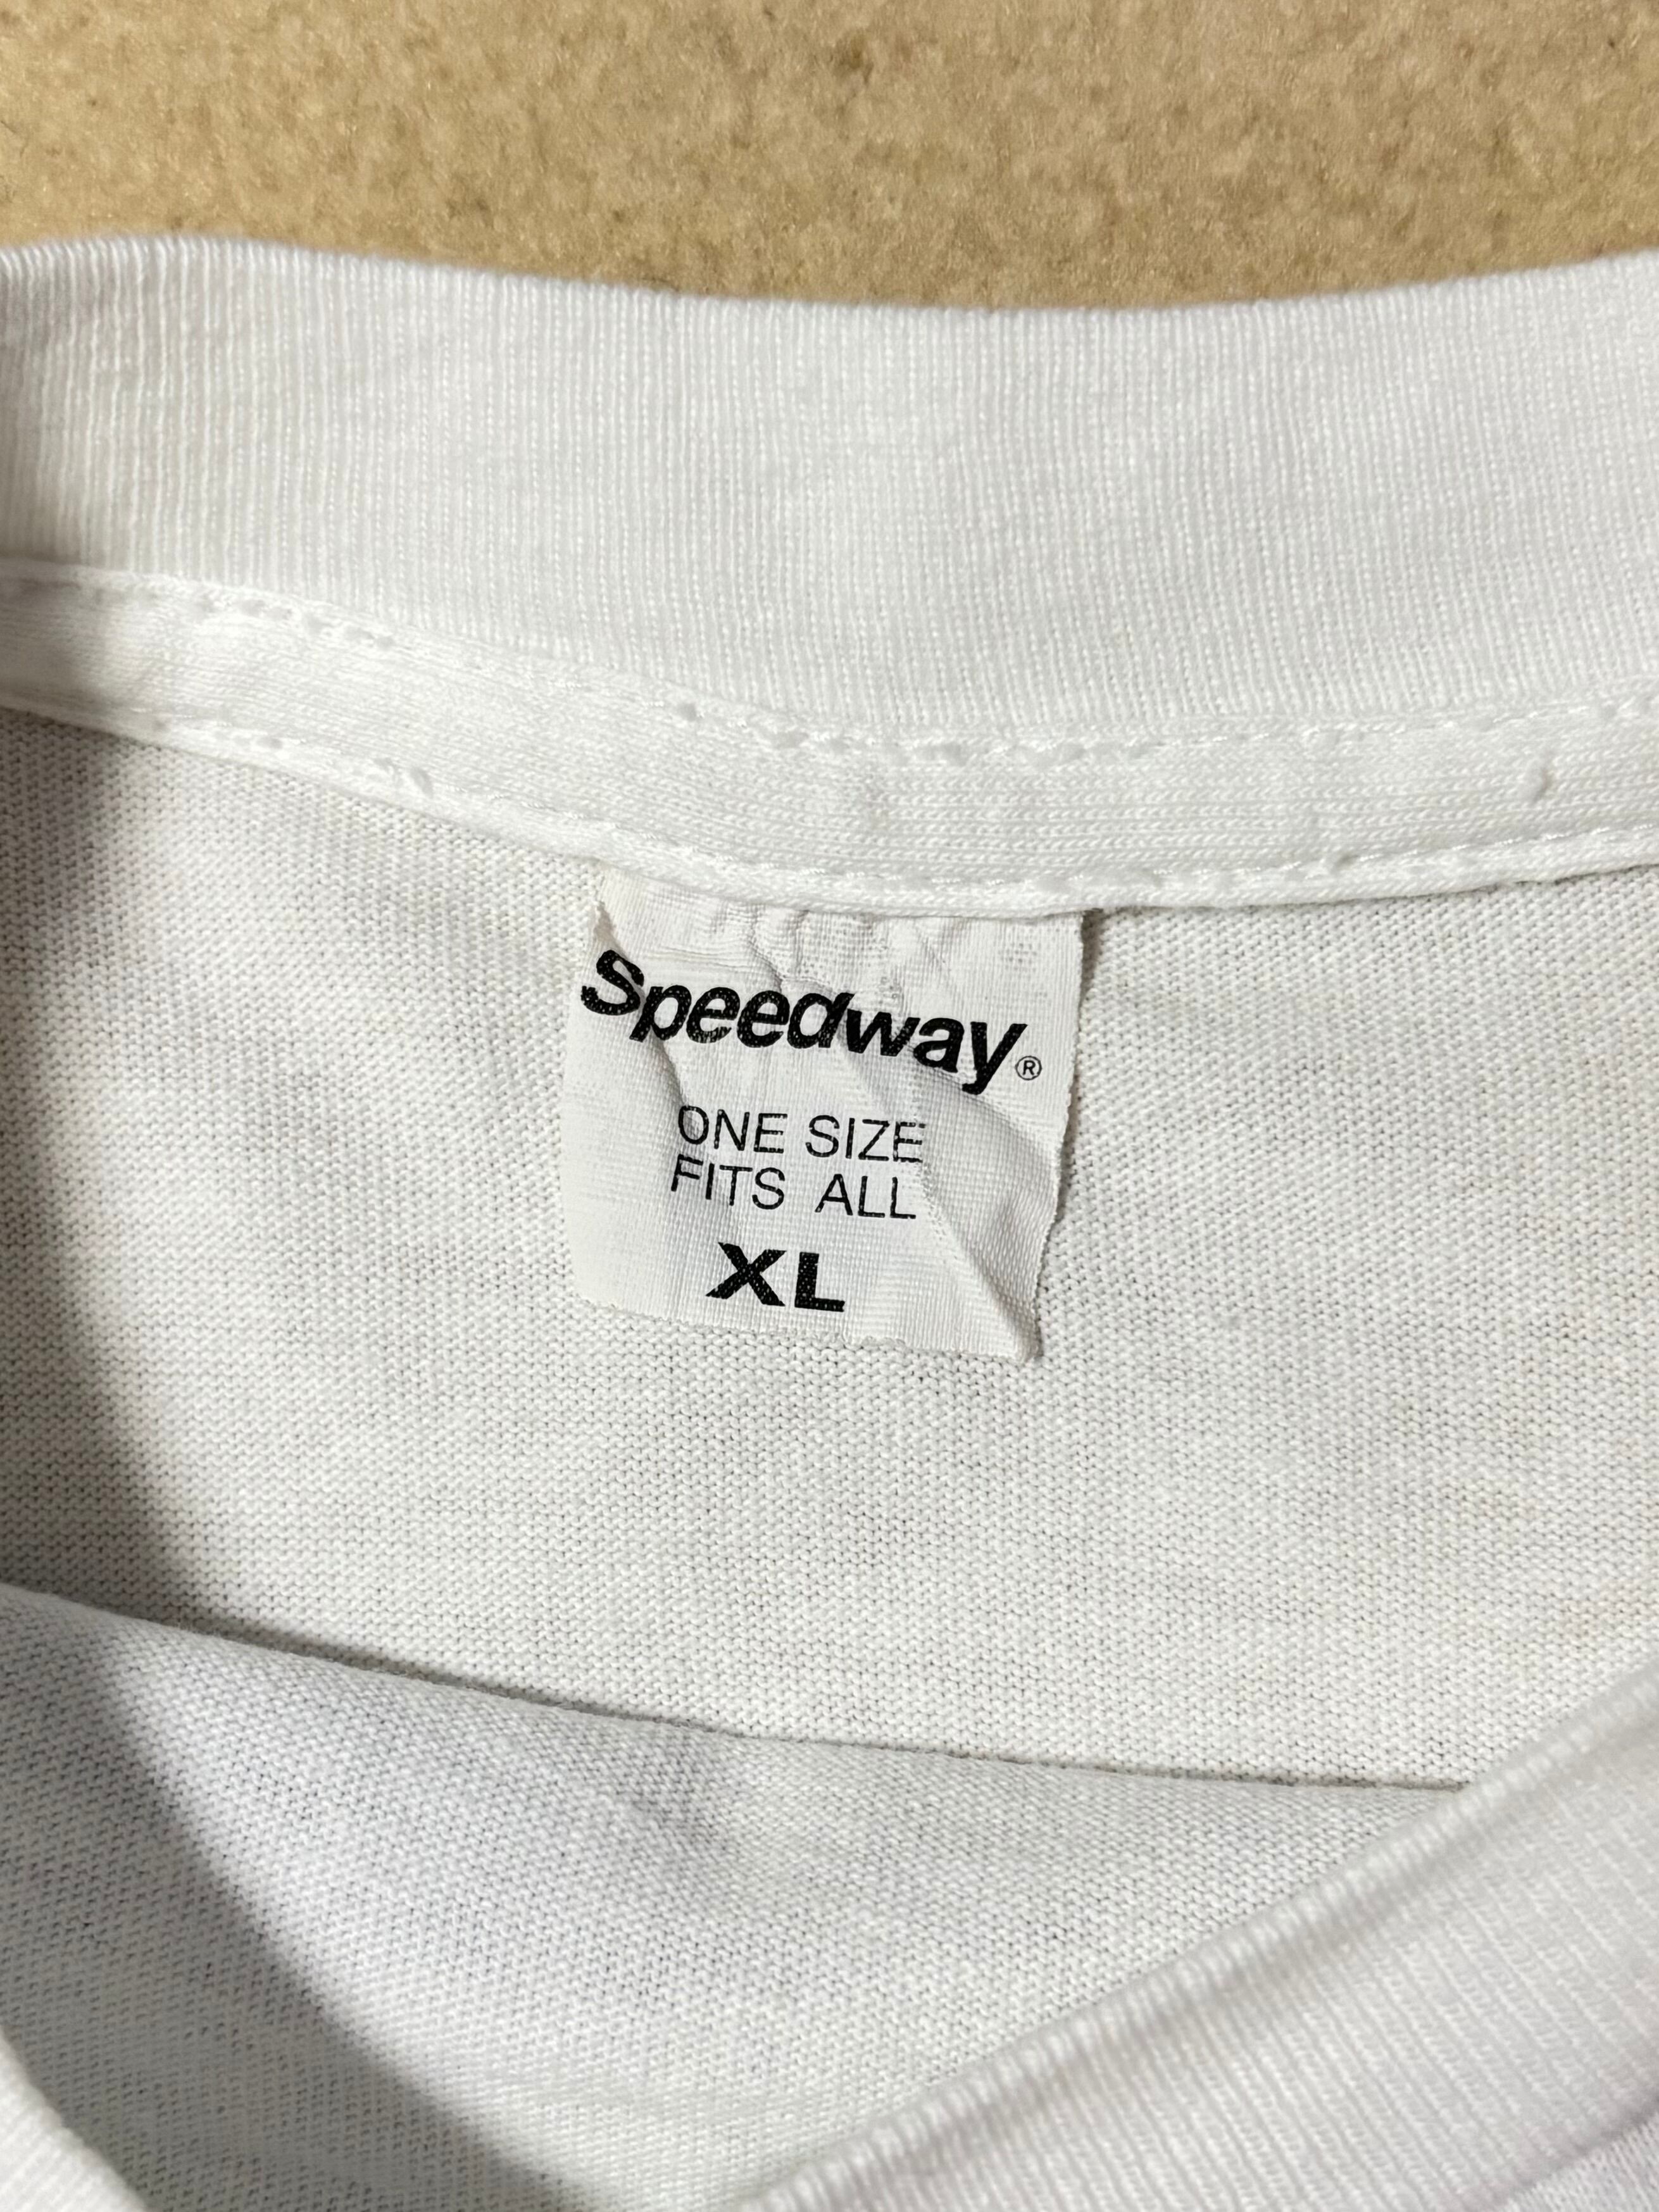 Speedway®
ONE SIZE
FITS ALL
XL